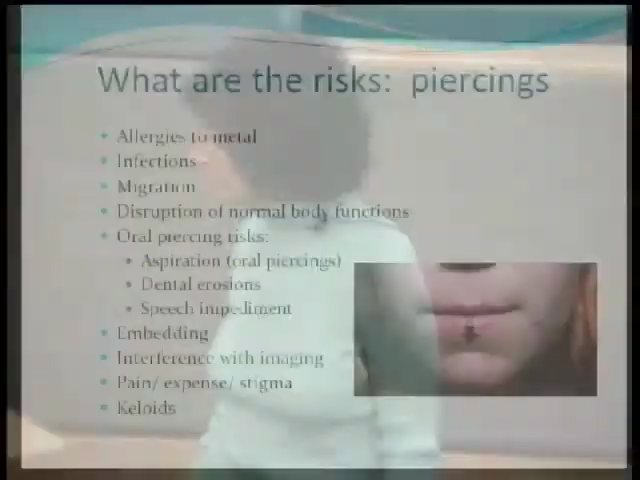 What are the risks: piercings
• Allergies to metal
• Infections
• Migration
• Disruption of normal body functions
• Oral piercing risks:
• Aspiration (oral piercings)
• Dental erosions
• Speech impediment
• Embedding
• Interference with imaging
• Pain/ expense/ stigma
• Keloids